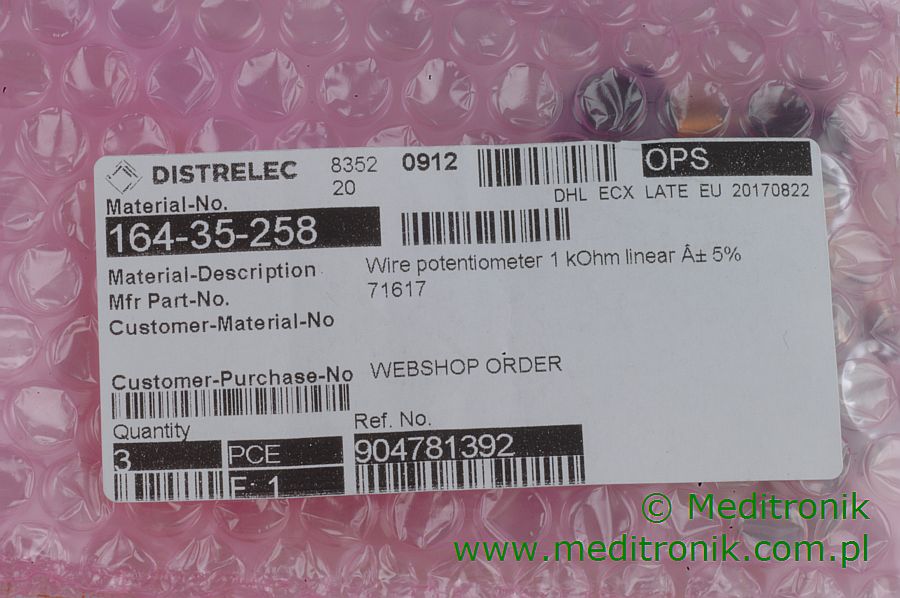 DISTRELEC 8352 0912 OPS
20
DHL ECX LATE EU 20170822
Material-No.
164-35-258
Material-Description Wire potentiometer 1 kOhm linear Â± 5%
Mfr Part-No. 71617
Customer-Material-No
Customer-Purchase-No WEBSHOP ORDER
Quantity Ref. No.
3 PCE 904781392
F: 1
© Meditronik
www.meditronik.com.pl